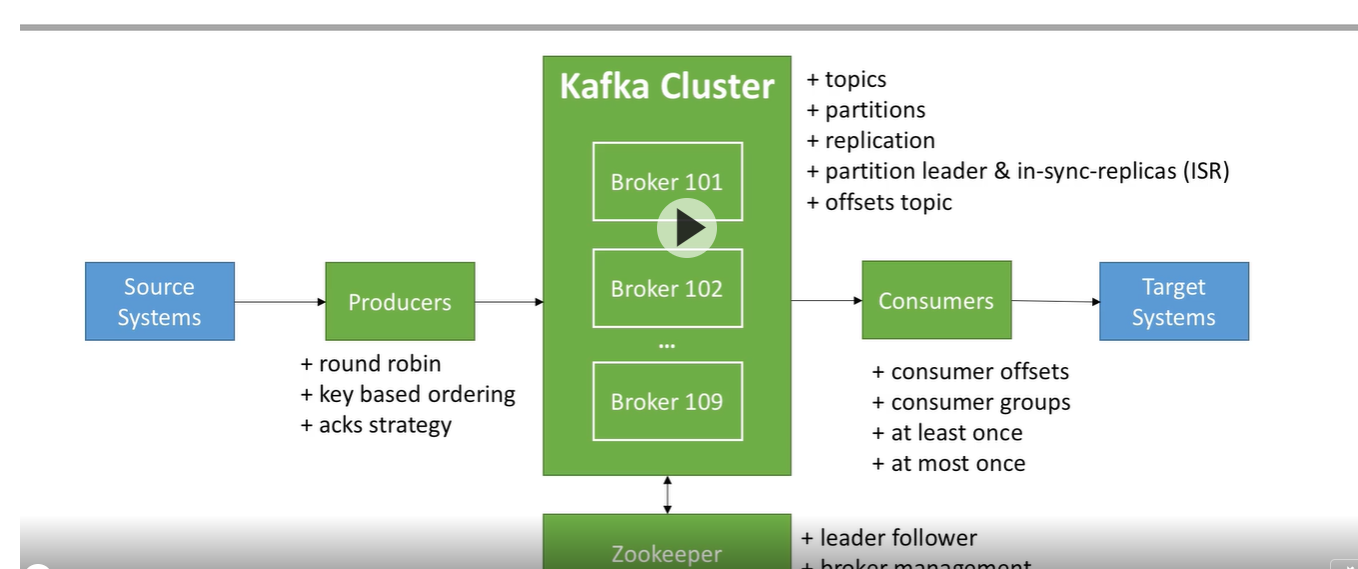 Kafka Cluster
+ topics
+ partitions
+ replication
+ partition leader & in-sync-replicas (ISR)
+ offsets topic
Broker 101
Broker 102
...
Broker 109
Source
Systems
Producers
+ round robin
+ key based ordering
+ acks strategy
Consumers
+ consumer offsets
+ consumer groups
+ at least once
+ at most once
Target
Systems
Zookeeper
+ leader follower
+ broker management